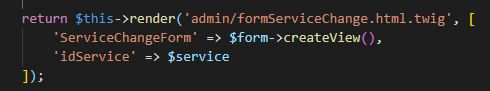 return $this->render('admin/formServiceChange.html.twig', [
'ServiceChangeForm' => $form->createView(),
'idService' => $service
]);